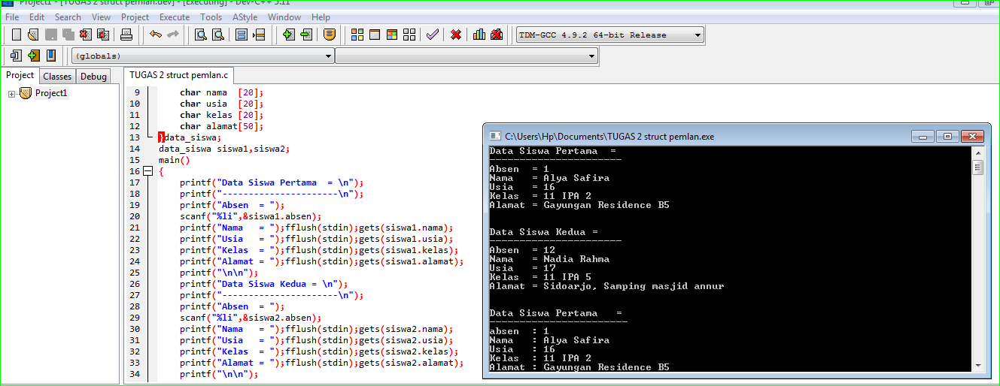 Project1 - [TUGAS 2 struct pemlan.dev] - [Executing] - Dev-C++ 5.11
File Edit Search View Project Execute Tools AStyle Window Help
TDM-GCC 4.9.2 64-bit Release
(globals)
Project Classes Debug
Project1
TUGAS 2 struct pemlan.c
9 char nama [20];
10 char usia [20];
11 char kelas [20];
12 char alamat[50];
13 }data_siswa;
14 data_siswa siswa1,siswa2;
15 main()
16 {
17 printf("Data Siswa Pertama  = \n");
18 printf("----------------------\n");
19 printf("Absen  = ");
20 scanf("%li",&siswa1.absen);
21 printf("Nama   = ");fflush(stdin);gets(siswa1.nama);
22 printf("Usia   = ");fflush(stdin);gets(siswa1.usia);
23 printf("Kelas  = ");fflush(stdin);gets(siswa1.kelas);
24 printf("Alamat = ");fflush(stdin);gets(siswa1.alamat);
25 printf("\n\n");
26 printf("Data Siswa Kedua = \n");
27 printf("----------------------\n");
28 printf("Absen  = ");
29 scanf("%li",&siswa2.absen);
30 printf("Nama   = ");fflush(stdin);gets(siswa2.nama);
31 printf("Usia   = ");fflush(stdin);gets(siswa2.usia);
32 printf("Kelas  = ");fflush(stdin);gets(siswa2.kelas);
33 printf("Alamat = ");fflush(stdin);gets(siswa2.alamat);
34 printf("\n\n");
C:\Users\Hp\Documents\TUGAS 2 struct pemlan.exe
Data Siswa Pertama  =
----------------------
Absen  = 1
Nama   = Alya Safira
Usia   = 16
Kelas  = 11 IPA 2
Alamat = Gayungan Residence B5
Data Siswa Kedua =
----------------------
Absen  = 12
Nama   = Nadia Rahma
Usia   = 17
Kelas  = 11 IPA 5
Alamat = Sidoarjo, Samping masjid annur
Data Siswa Pertama   =
-----------------------
absen  : 1
Nama   : Alya Safira
Usia   : 16
Kelas  : 11 IPA 2
Alamat : Gayungan Residence B5